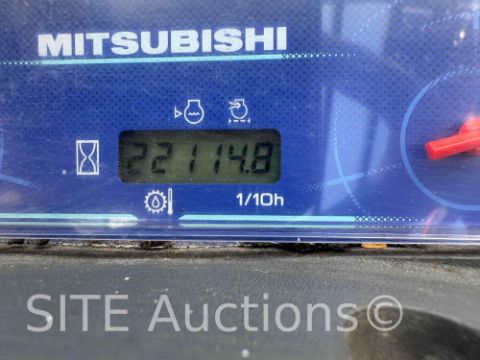 MITSUBISHI
22114.8
1/10h
SITE Auctions©